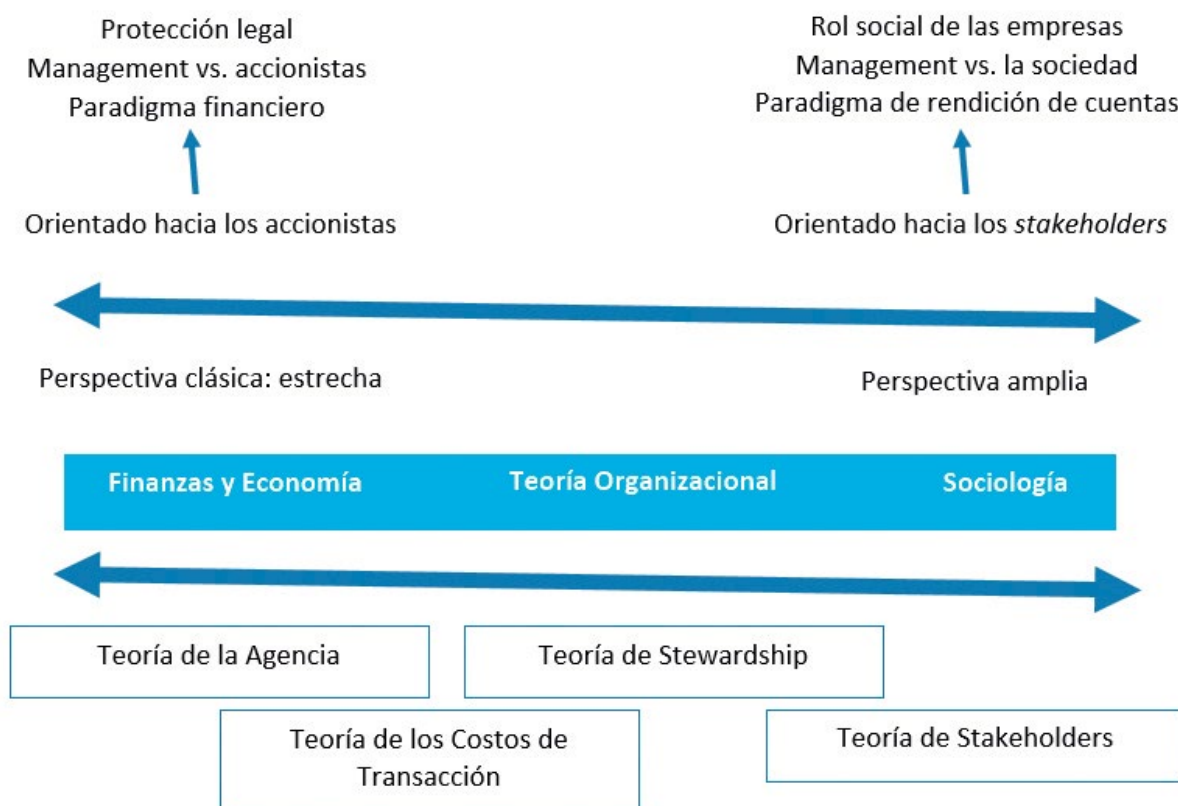 Protección legal
Management vs. accionistas
Paradigma financiero
Rol social de las empresas
Management vs. la sociedad
Paradigma de rendición de cuentas
Orientado hacia los accionistas
Orientado hacia los stakeholders
Perspectiva clásica: estrecha
Perspectiva amplia
Finanzas y Economía
Teoría Organizacional
Sociología
Teoría de la Agencia
Teoría de Stewardship
Teoría de los Costos de
Transacción
Teoría de Stakeholders